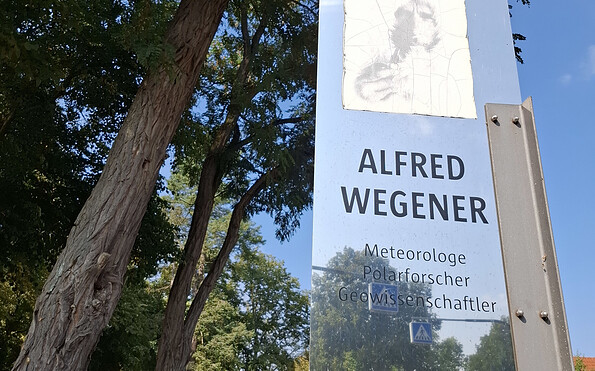 ALFRED
WEGENER
Meteorologe
Polarforscher
Geowissenschaftler